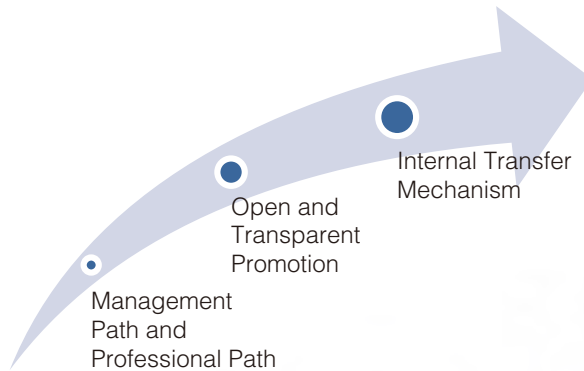 Internal Transfer
Mechanism
Open and
Transparent
Promotion
Management
Path and
Professional Path